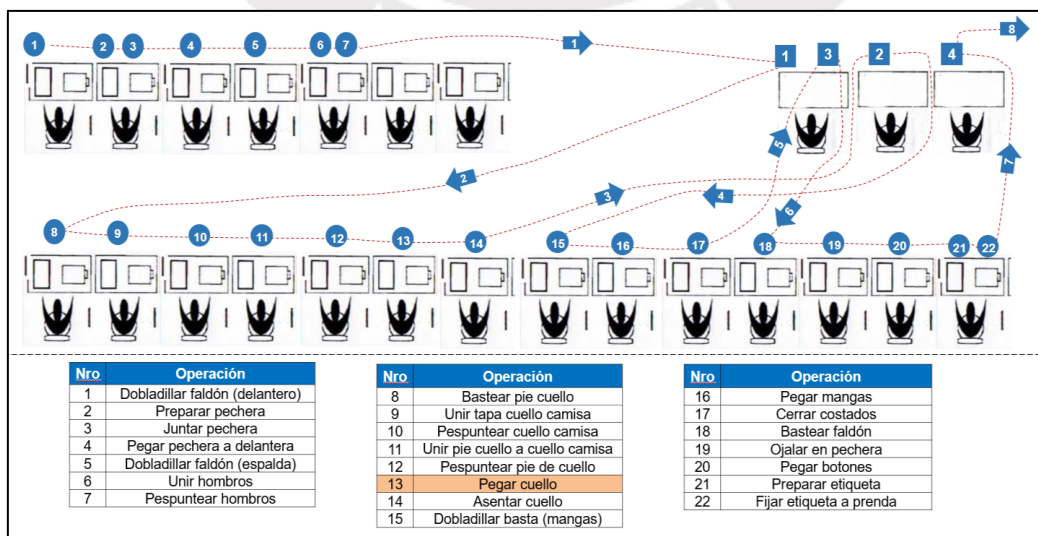 1 2 3 4 5 6 7 1 1 3 2 4 8
5 7
2 3 4 6
8 9 10 11 12 13 14 15 16 17 18 19 20 21 22
Nro Operación
1 Dobladillar faldón (delantero)
2 Preparar pechera
3 Juntar pechera
4 Pegar pechera a delantera
5 Dobladillar faldón (espalda)
6 Unir hombros
7 Pespuntear hombros
Nro Operación
8 Bastear pie cuello
9 Unir tapa cuello camisa
10 Pespuntear cuello camisa
11 Unir pie cuello a cuello camisa
12 Pespuntear pie de cuello
13 Pegar cuello
14 Asentar cuello
15 Dobladillar basta (mangas)
Nro Operación
16 Pegar mangas
17 Cerrar costados
18 Bastear faldón
19 Ojalar en pechera
20 Pegar botones
21 Preparar etiqueta
22 Fijar etiqueta a prenda